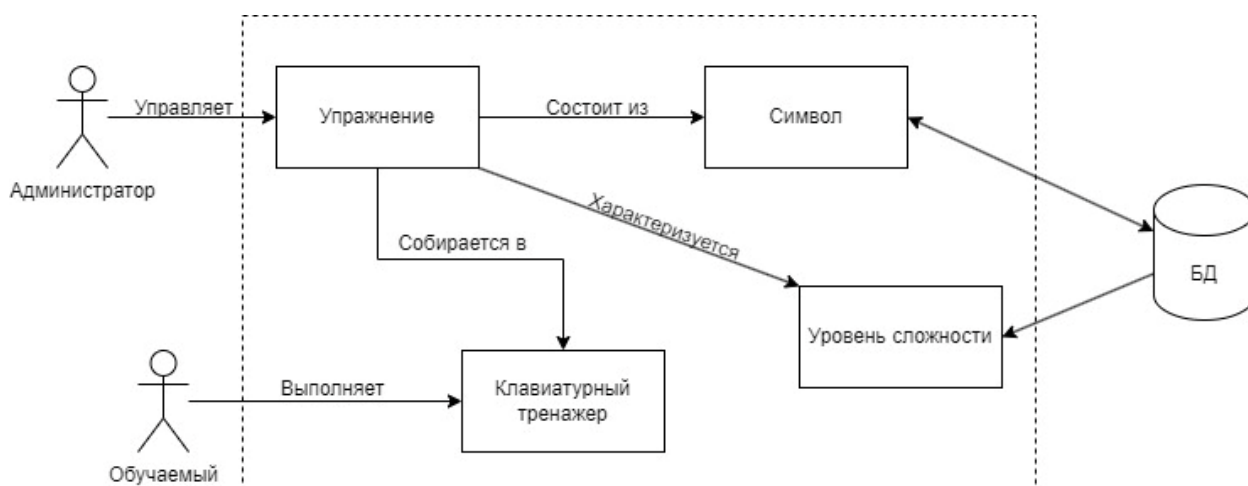 Управляет
Упражнение
Состоит из
Символ
Администратор
Характеризуется
Собирается в
БД
Уровень сложности
Выполняет
Клавиатурный
тренажер
Обучаемый